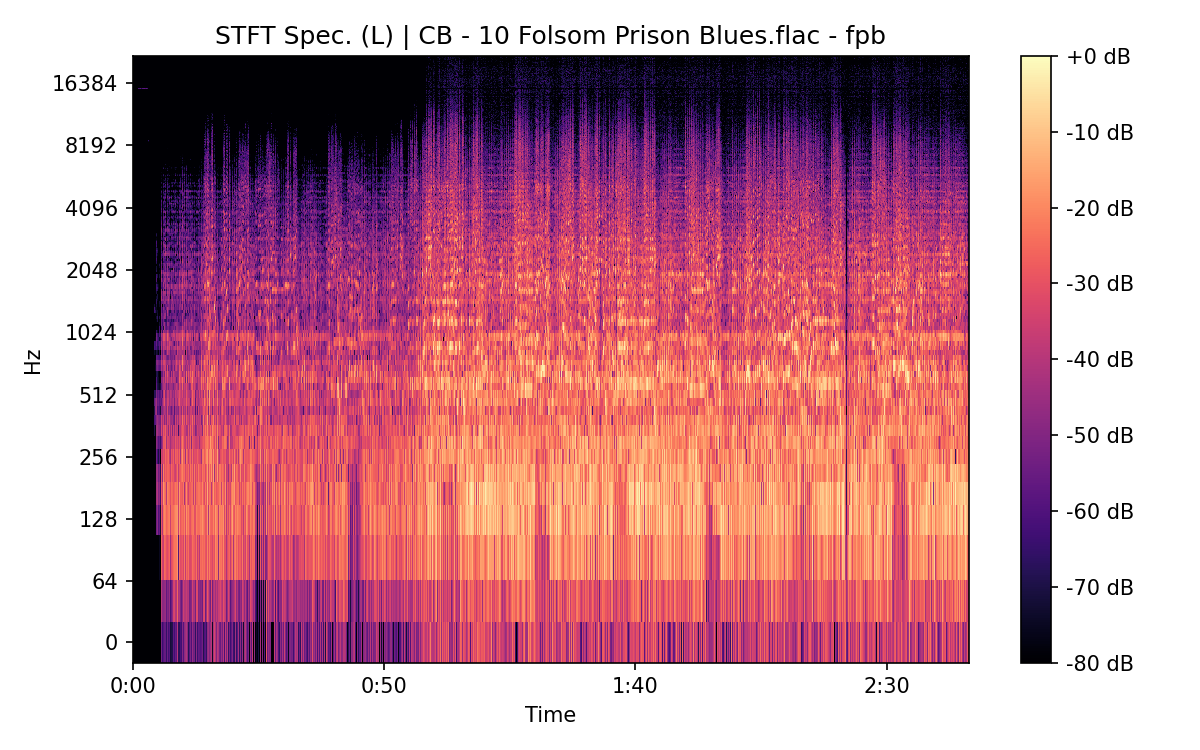 STFT Spec. (L) | CB - 10 Folsom Prison Blues.flac - fpb
16384
8192
4096
2048
1024
512
256
128
64
0
Hz
0:00
0:50
1:40
2:30
Time
+0 dB
-10 dB
-20 dB
-30 dB
-40 dB
-50 dB
-60 dB
-70 dB
-80 dB